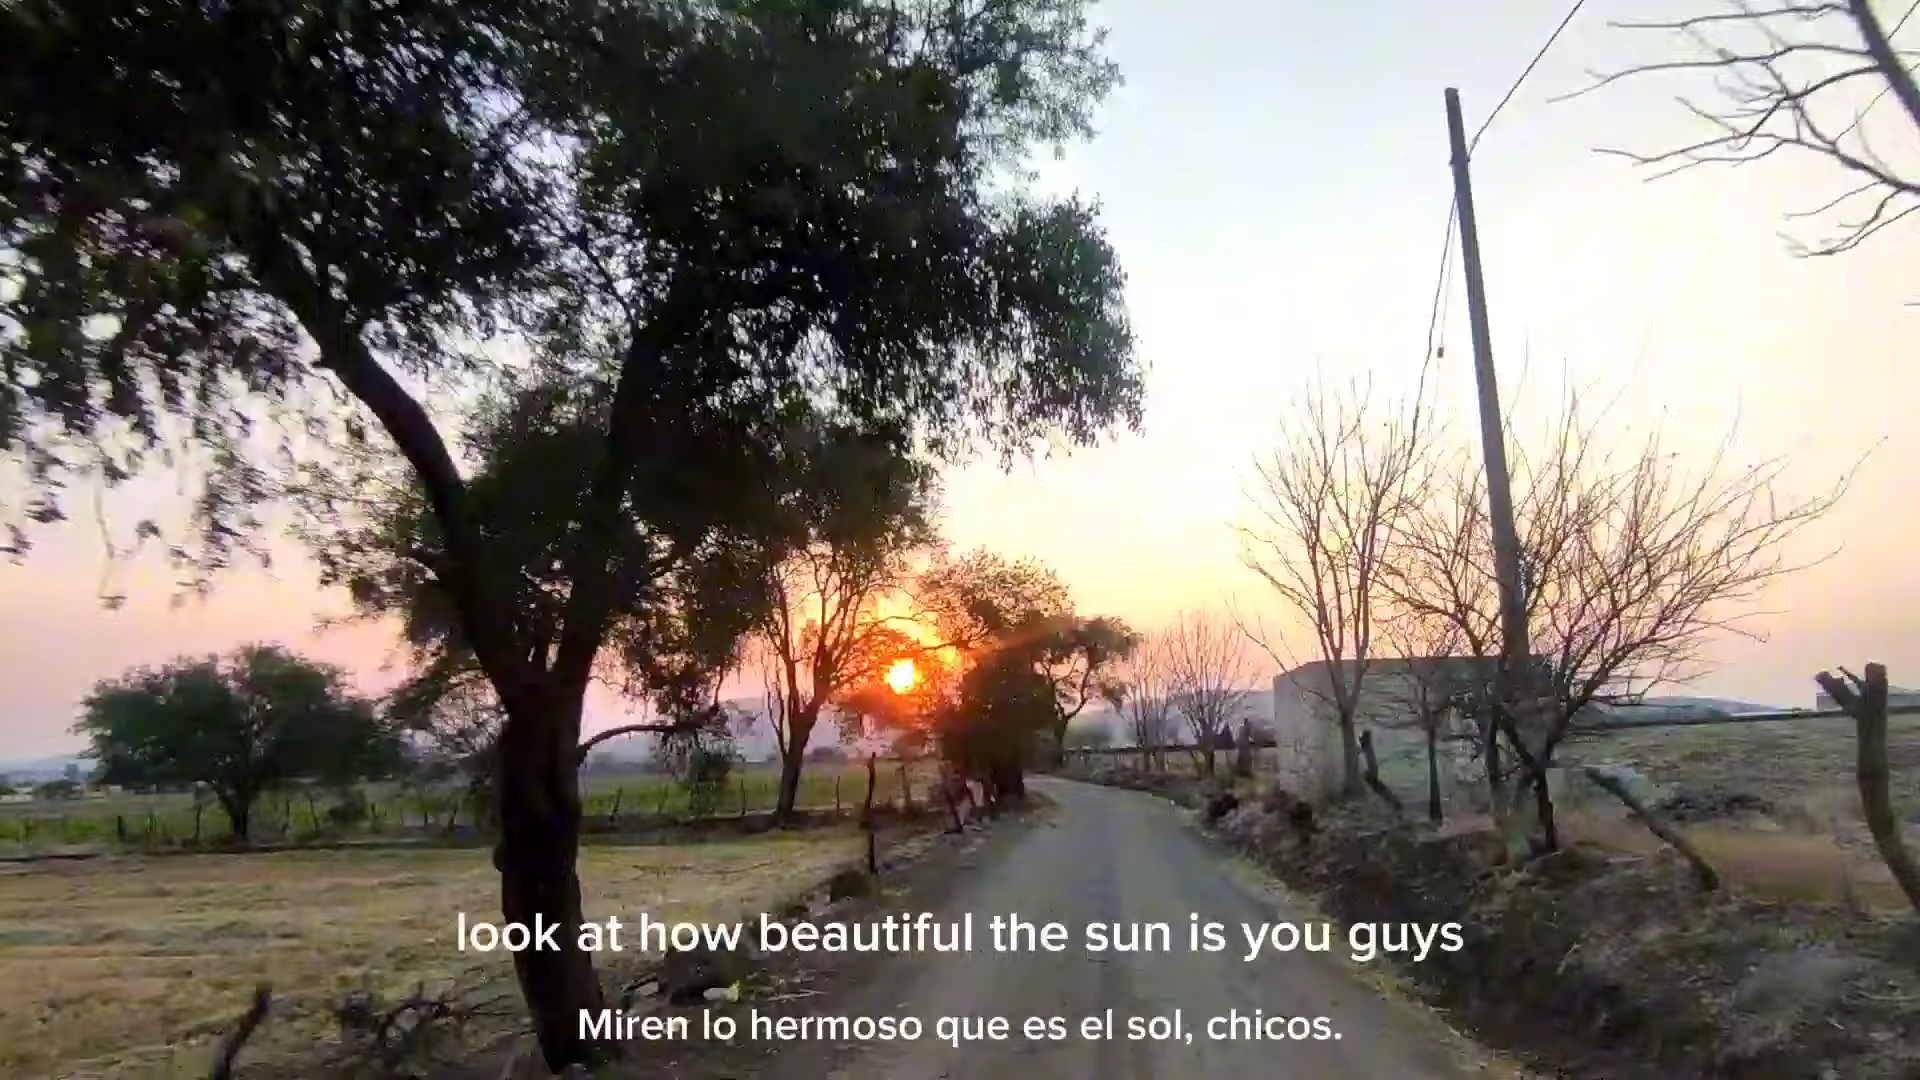 look at how beautiful the sun is you guys
Miren lo hermoso que es el sol, chicos.